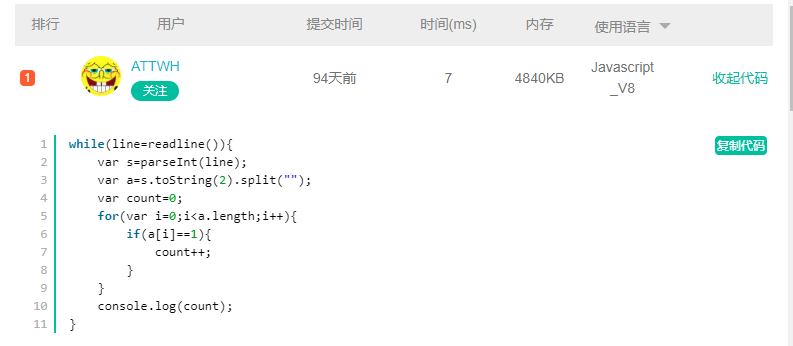 排行 用户 提交时间 时间(ms) 内存 使用语言
1 ATTWH 94天前 7 4840KB Javascript
_V8 收起代码
关注
复制代码
1 while(line=readline()){
2 var s=parseInt(line);
3 var a=s.toString(2).split("");
4 var count=0;
5 for(var i=0;i<a.length;i++){
6 if(a[i]==1){
7 count++;
8 }
9 }
10 console.log(count);
11 }